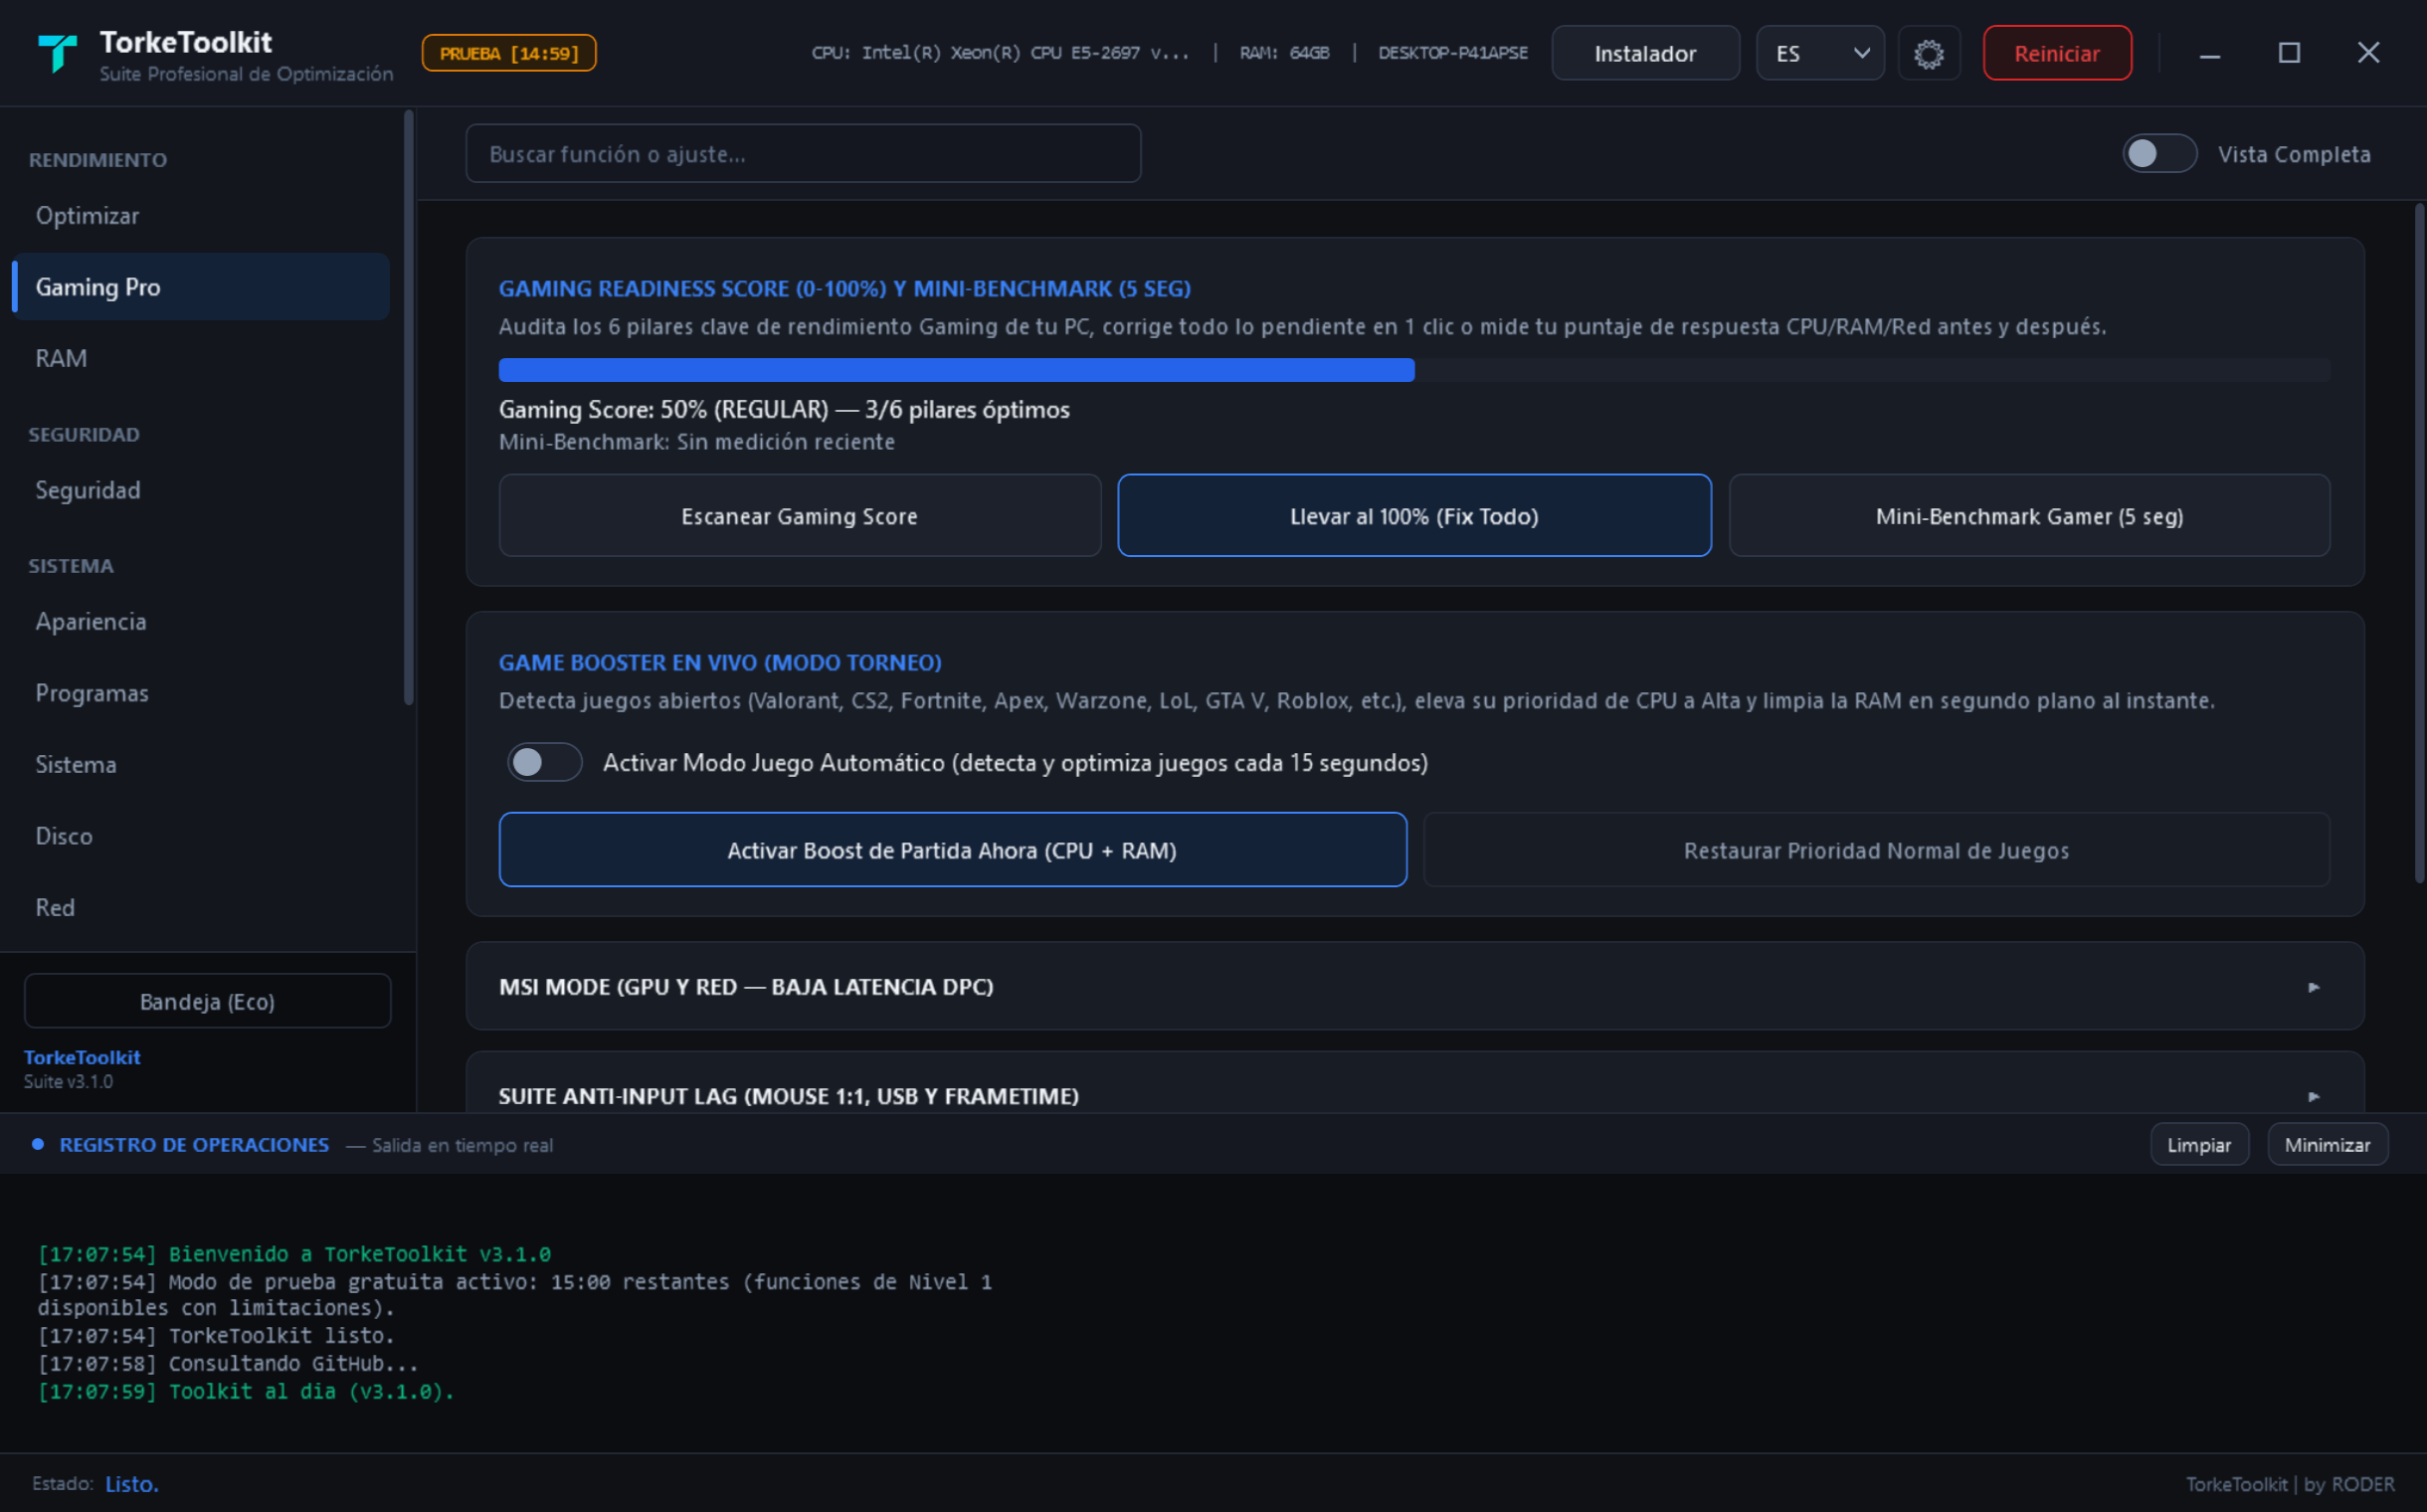 TorkeToolkit
Suite Profesional de Optimización
PRUEBA [14:59]
CPU: Intel(R) Xeon(R) CPU E5-2697 v... | RAM: 64GB | DESKTOP-P41APSE
Instalador
ES
Reiniciar
RENDIMIENTO
Optimizar
Gaming Pro
RAM
SEGURIDAD
Seguridad
SISTEMA
Apariencia
Programas
Sistema
Disco
Red
Bandeja (Eco)
TorkeToolkit
Suite v3.1.0
Buscar función o ajuste...
Vista Completa
GAMING READINESS SCORE (0-100%) Y MINI-BENCHMARK (5 SEG)
Audita los 6 pilares clave de rendimiento Gaming de tu PC, corrige todo lo pendiente en 1 clic o mide tu puntaje de respuesta CPU/RAM/Red antes y después.
Gaming Score: 50% (REGULAR) — 3/6 pilares óptimos
Mini-Benchmark: Sin medición reciente
Escanear Gaming Score
Llevar al 100% (Fix Todo)
Mini-Benchmark Gamer (5 seg)
GAME BOOSTER EN VIVO (MODO TORNEO)
Detecta juegos abiertos (Valorant, CS2, Fortnite, Apex, Warzone, LoL, GTA V, Roblox, etc.), eleva su prioridad de CPU a Alta y limpia la RAM en segundo plano al instante.
Activar Modo Juego Automático (detecta y optimiza juegos cada 15 segundos)
Activar Boost de Partida Ahora (CPU + RAM)
Restaurar Prioridad Normal de Juegos
MSI MODE (GPU Y RED — BAJA LATENCIA DPC)
SUITE ANTI-INPUT LAG (MOUSE 1:1, USB Y FRAMETIME)
REGISTRO DE OPERACIONES — Salida en tiempo real
Limpiar
Minimizar
[17:07:54] Bienvenido a TorkeToolkit v3.1.0
[17:07:54] Modo de prueba gratuita activo: 15:00 restantes (funciones de Nivel 1
disponibles con limitaciones).
[17:07:54] TorkeToolkit listo.
[17:07:58] Consultando GitHub...
[17:07:59] Toolkit al dia (v3.1.0).
Estado: Listo.
TorkeToolkit | by RODER